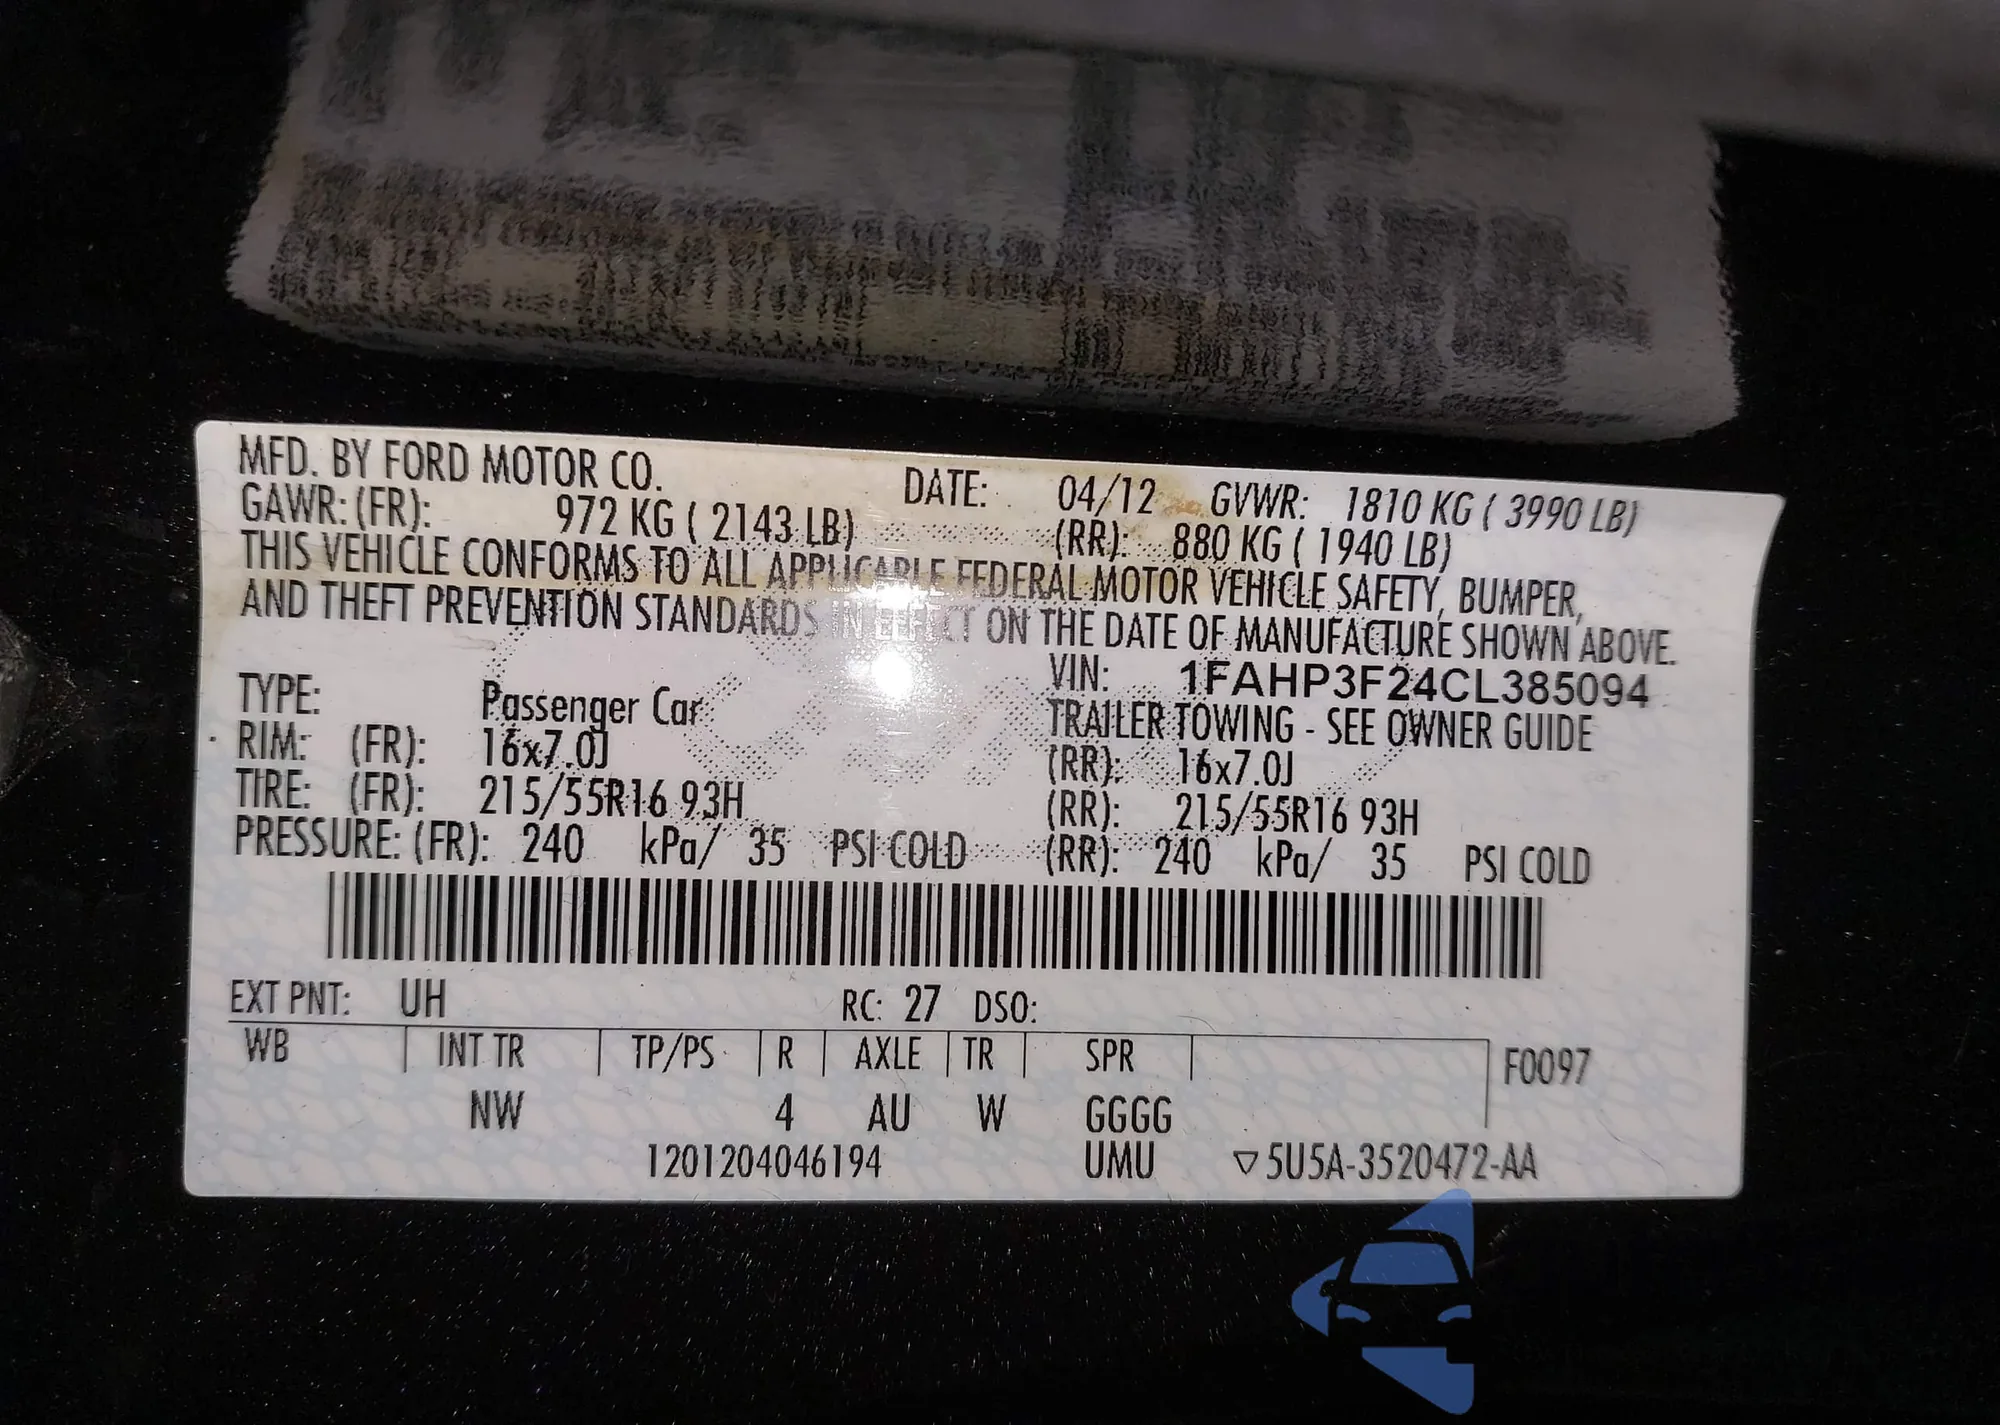 MFD. BY FORD MOTOR CO. DATE: 04/12 GVWR: 1810 KG ( 3990 LB)
GAWR: (FR): 972 KG ( 2143 LB) (RR): 880 KG ( 1940 LB)
THIS VEHICLE CONFORMS TO ALL APPLICABLE FEDERAL MOTOR VEHICLE SAFETY, BUMPER,
AND THEFT PREVENTION STANDARDS IN EFFECT ON THE DATE OF MANUFACTURE SHOWN ABOVE.
VIN: 1FAHP3F24CL385094
TYPE: Passenger Car TRAILER TOWING - SEE OWNER GUIDE
RIM: (FR): 16x7.0J (RR): 16x7.0J
TIRE: (FR): 215/55R16 93H (RR): 215/55R16 93H
PRESSURE: (FR): 240 kPa/ 35 PSI COLD (RR): 240 kPa/ 35 PSI COLD
EXT PNT: UH RC: 27 DSO:
WB INT TR TP/PS R AXLE TR SPR F0097
NW 4 AU W GGGG
1201204046194 UMU ▽5U5A-3520472-AA